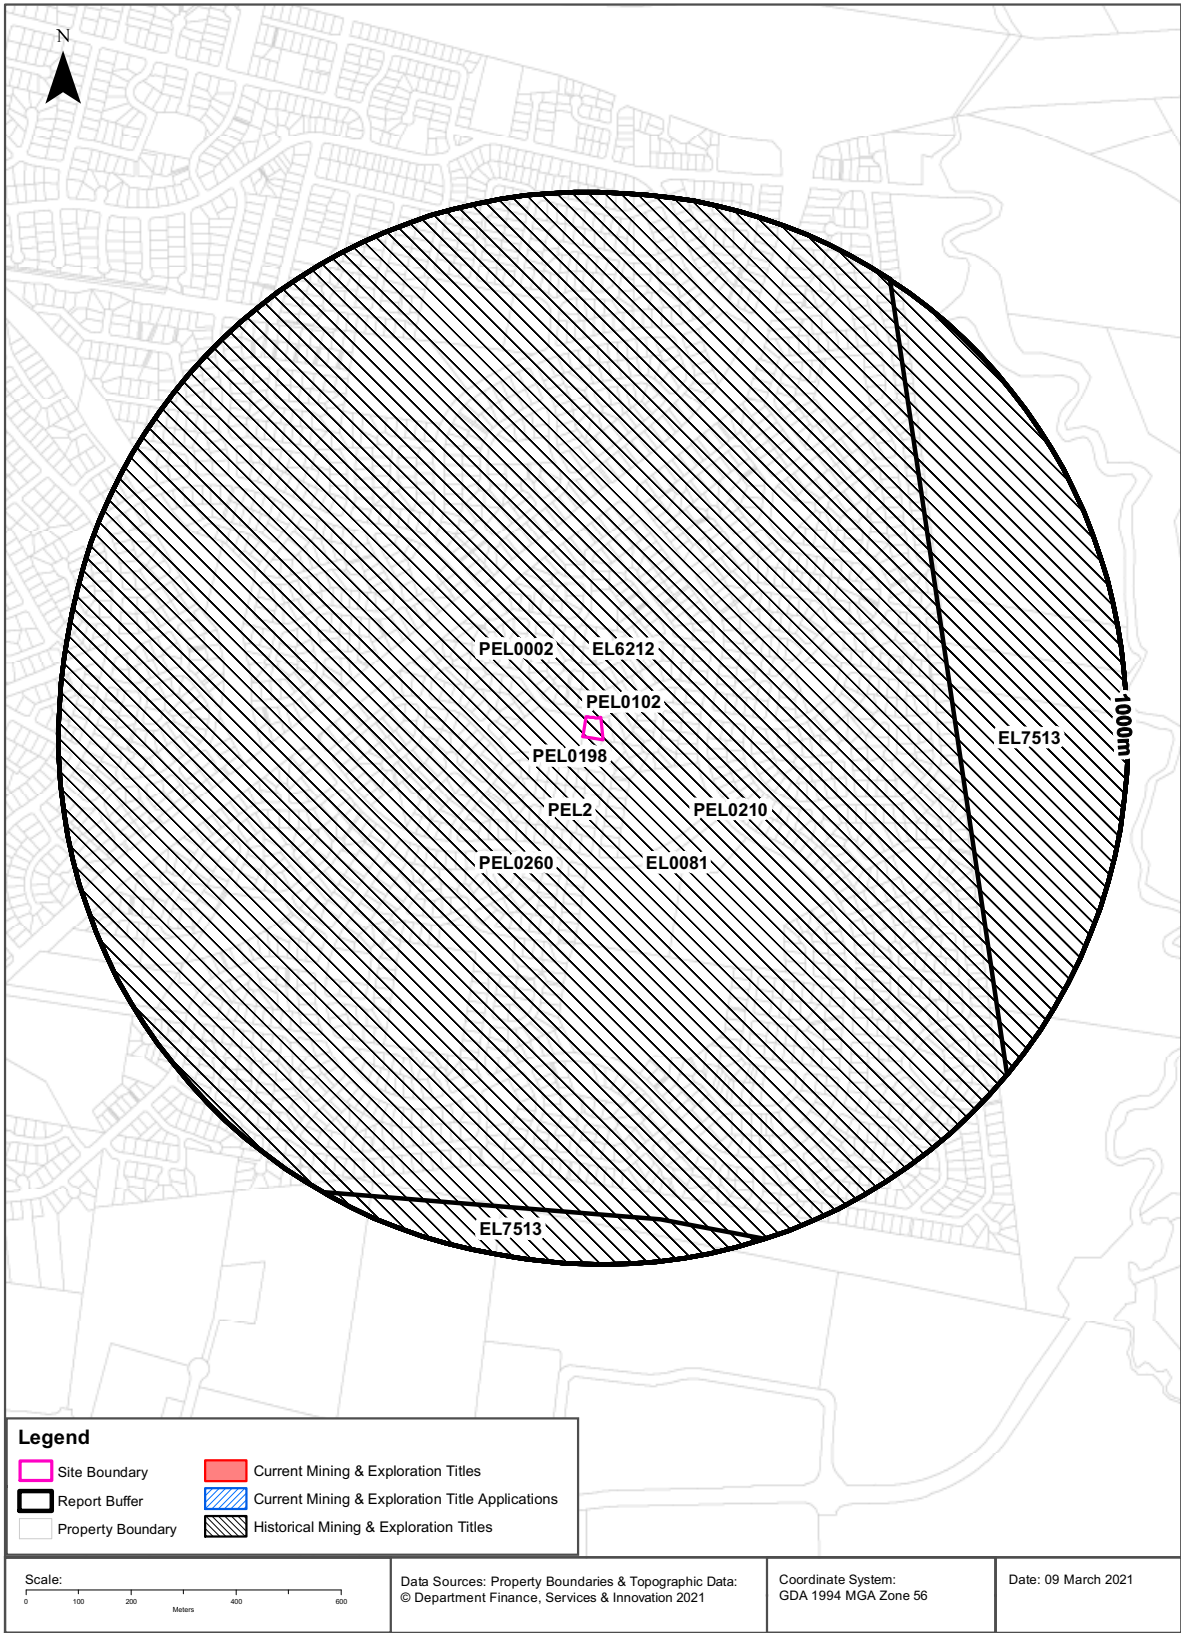 N
PEL0002 EL6212
PEL0102
1000m
EL7513
PEL0198
PEL2 PEL0210
PEL0260 EL0081
EL7513
Legend
Site Boundary
Report Buffer
Property Boundary
Current Mining & Exploration Titles
Current Mining & Exploration Title Applications
Historical Mining & Exploration Titles
Scale:
0 100 200 400 600
Meters
Data Sources: Property Boundaries & Topographic Data:
© Department Finance, Services & Innovation 2021
Coordinate System:
GDA 1994 MGA Zone 56
Date: 09 March 2021